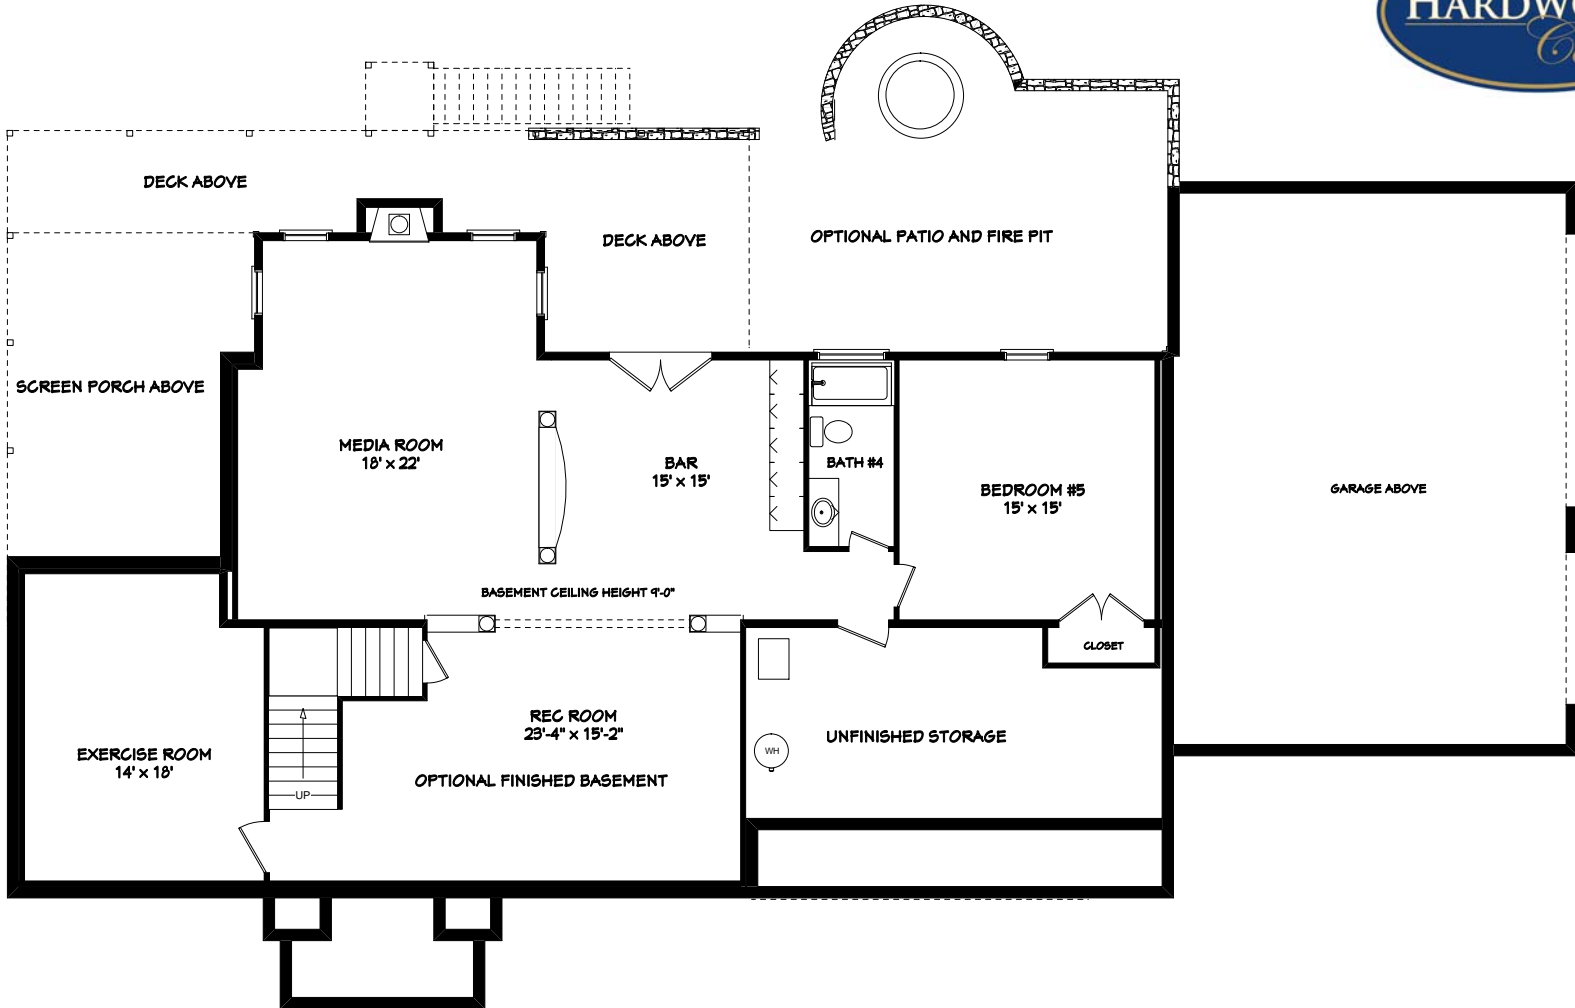 HARDWO
DECK ABOVE
DECK ABOVE
OPTIONAL PATIO AND FIRE PIT
SCREEN PORCH ABOVE
MEDIA ROOM
18' x 22'
BAR
15' x 15'
BATH #4
BEDROOM #5
15' x 15'
GARAGE ABOVE
BASEMENT CEILING HEIGHT 9'-0"
CLOSET
REC ROOM
23'-4" x 15'-2"
UNFINISHED STORAGE
WH
EXERCISE ROOM
14' x 18'
OPTIONAL FINISHED BASEMENT
UP